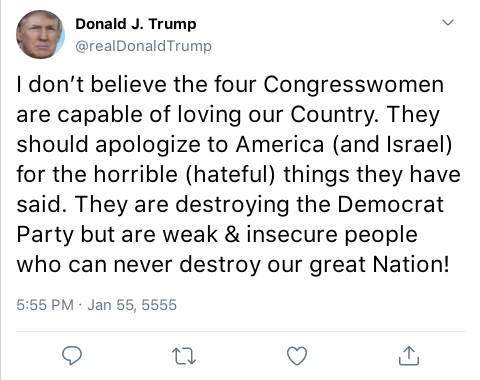 Donald J. Trump
@realDonaldTrump
I don’t believe the four Congresswomen
are capable of loving our Country. They
should apologize to America (and Israel)
for the horrible (hateful) things they have
said. They are destroying the Democrat
Party but are weak & insecure people
who can never destroy our great Nation!
5:55 PM · Jan 55, 5555